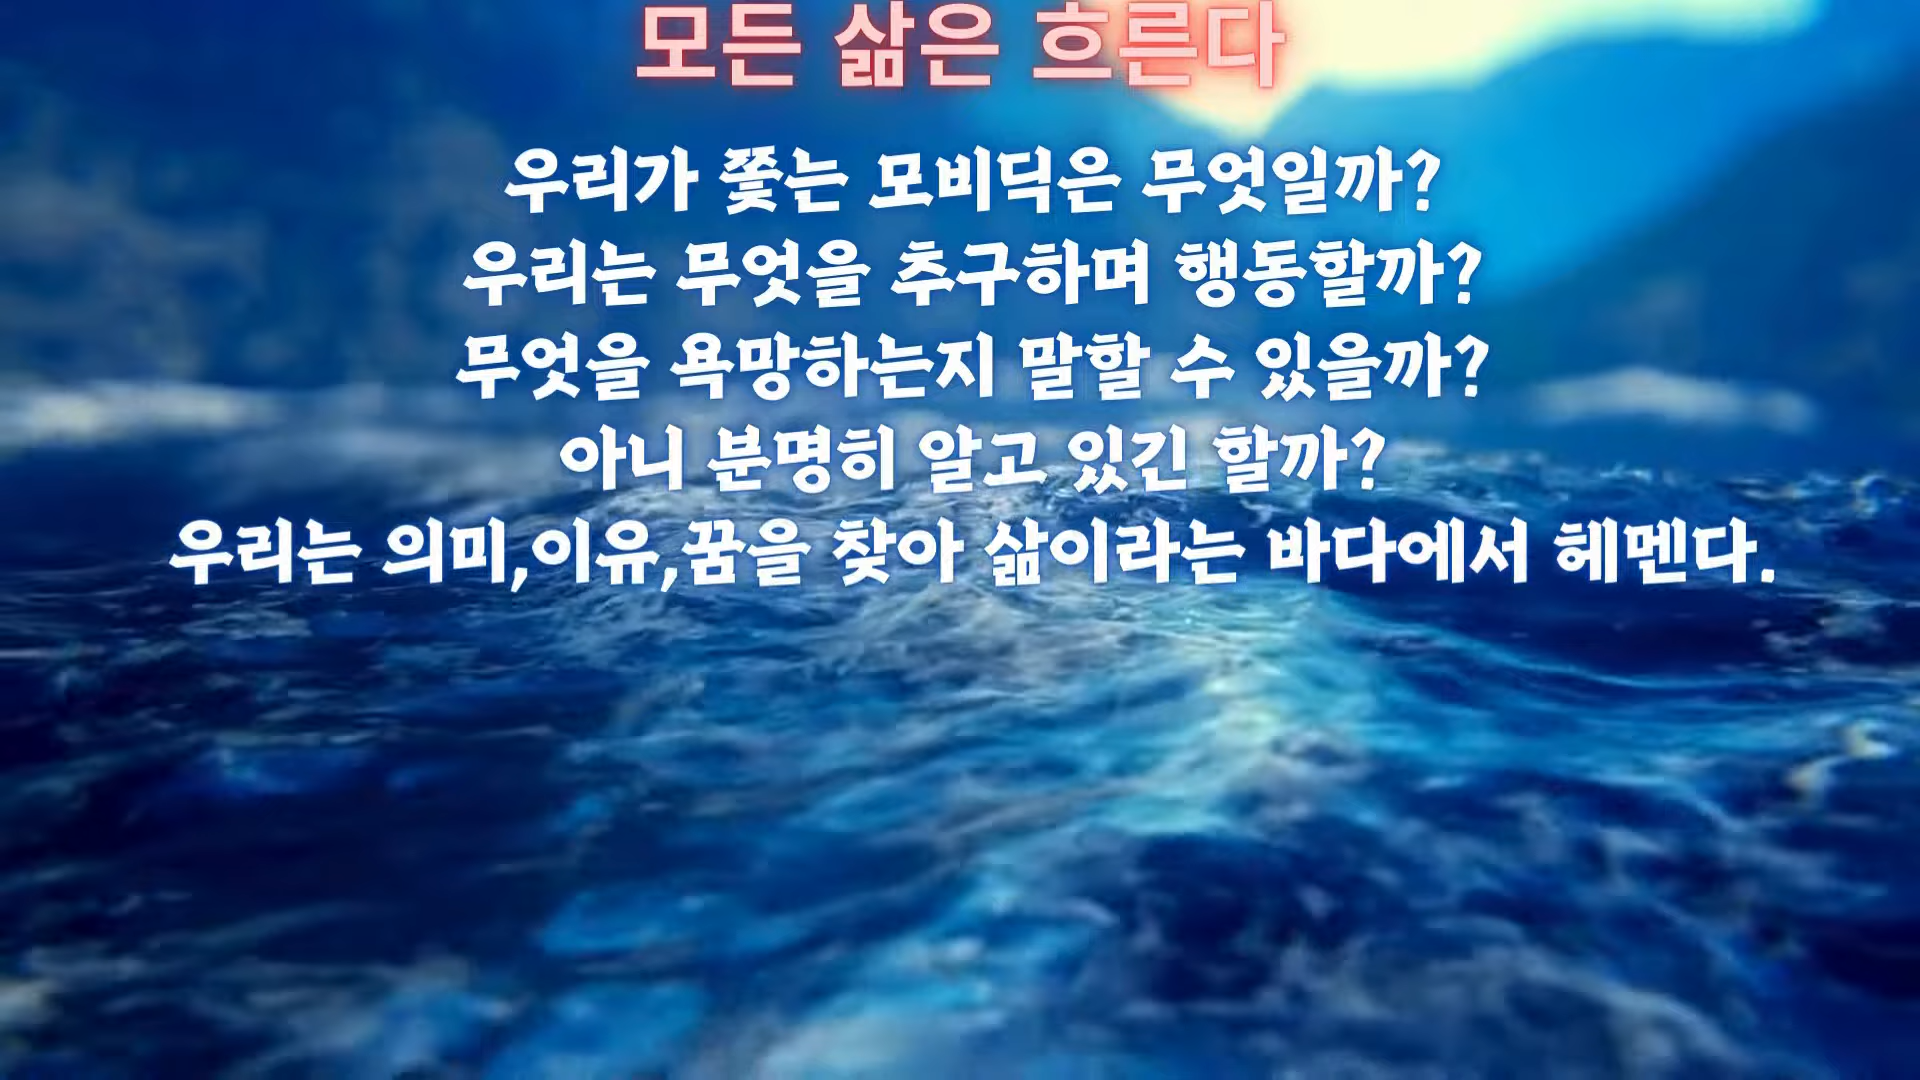 모든 삶은 흐른다
우리가 쫓는 모비딕은 무엇일까?
우리는 무엇을 추구하며 행동할까?
무엇을 욕망하는지 말할 수 있을까?
아니 분명히 알고 있긴 할까?
우리는 의미,이유,꿈을 찾아 삶이라는 바다에서 헤멘다.